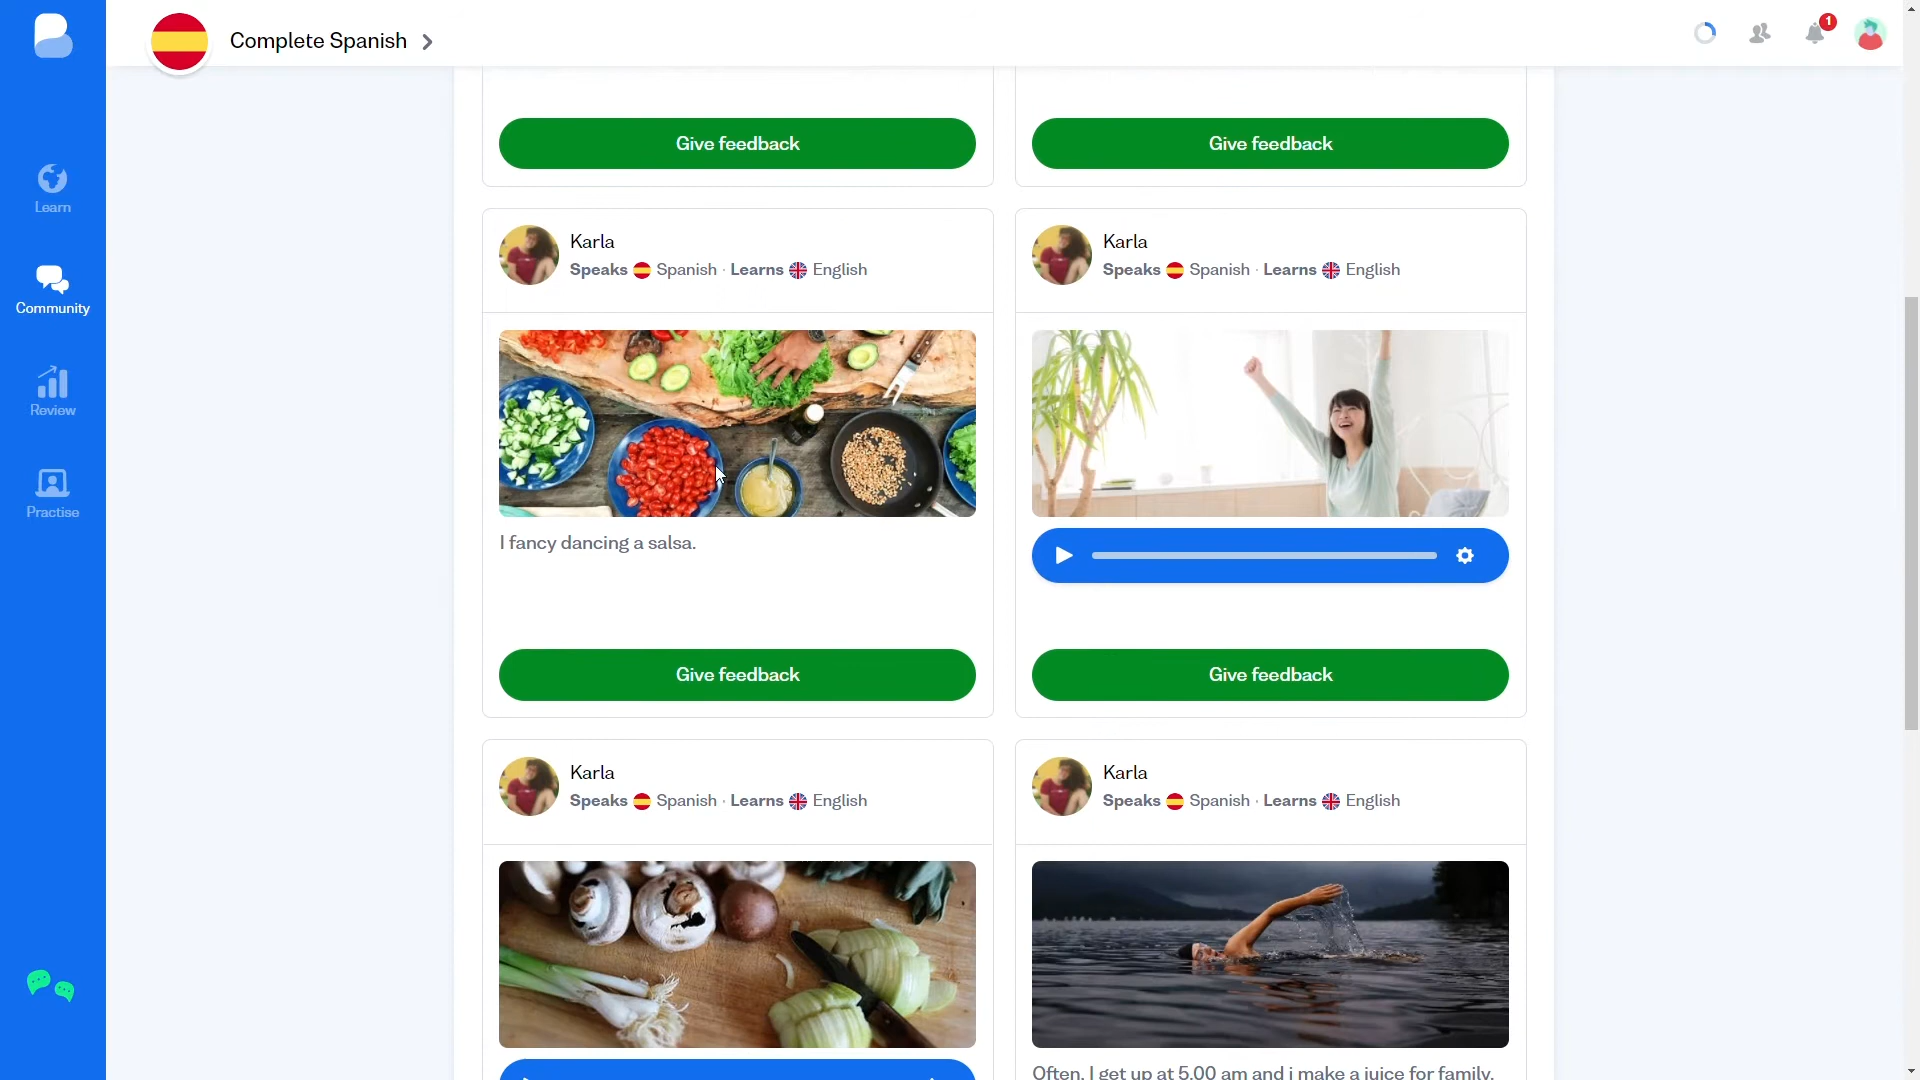 Complete Spanish
1
Learn
Community
Review
Practise
Give feedback
Give feedback
Karla
Speaks Spanish · Learns English
Karla
Speaks Spanish · Learns English
I fancy dancing a salsa.
Give feedback
Give feedback
Karla
Speaks Spanish · Learns English
Karla
Speaks Spanish · Learns English
Often, I get up at 5.00 am and i make a juice for family.